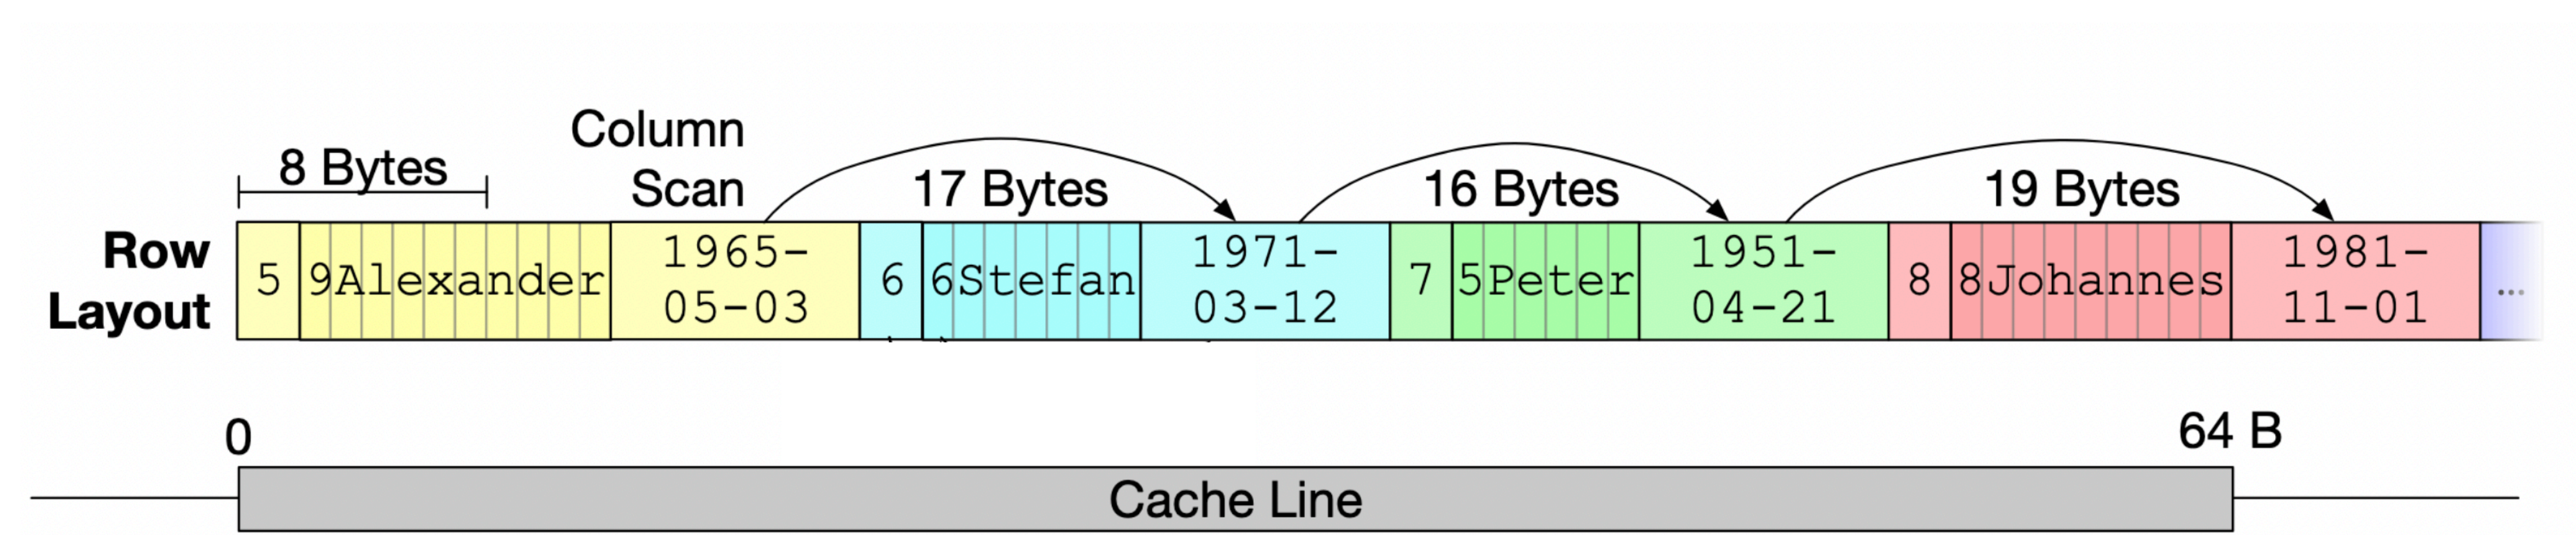 Column
Scan
8 Bytes
17 Bytes
16 Bytes
19 Bytes
Row
Layout
5
9Alexander
1965-
05-03
6
6Stefan
1971-
03-12
7
5Peter
1951-
04-21
8
8Johannes
1981-
11-01
...
0
64 B
Cache Line